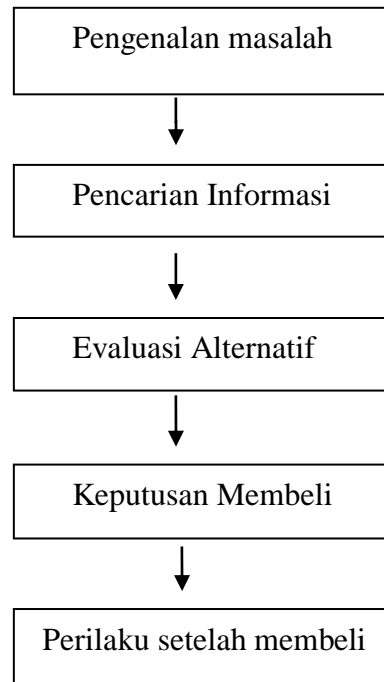 Pengenalan masalah
Pencarian Informasi
Evaluasi Alternatif
Keputusan Membeli
Perilaku setelah membeli